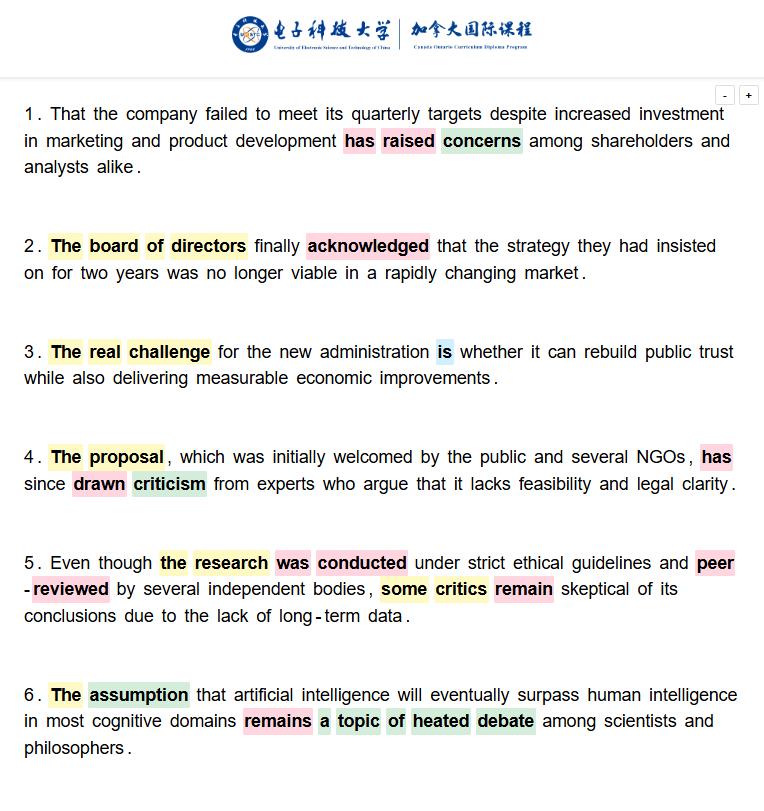 电子科技大学
University of Electronic Science and Technology of China
加拿大国际课程
Canada Ontario Curriculum Diploma Program
- +
1. That the company failed to meet its quarterly targets despite increased investment
in marketing and product development has raised concerns among shareholders and
analysts alike.
2. The board of directors finally acknowledged that the strategy they had insisted
on for two years was no longer viable in a rapidly changing market.
3. The real challenge for the new administration is whether it can rebuild public trust
while also delivering measurable economic improvements.
4. The proposal, which was initially welcomed by the public and several NGOs, has
since drawn criticism from experts who argue that it lacks feasibility and legal clarity.
5. Even though the research was conducted under strict ethical guidelines and peer
-reviewed by several independent bodies, some critics remain skeptical of its
conclusions due to the lack of long-term data.
6. The assumption that artificial intelligence will eventually surpass human intelligence
in most cognitive domains remains a topic of heated debate among scientists and
philosophers.